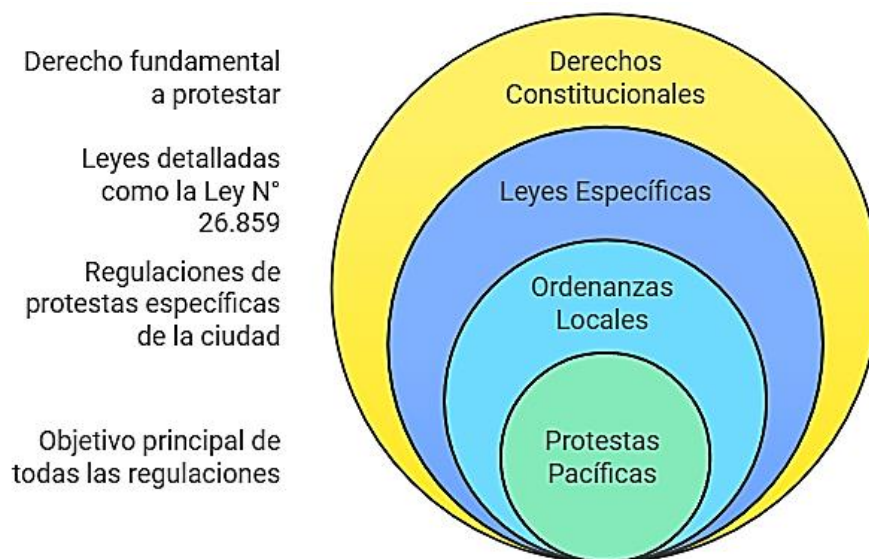 Derecho fundamental
a protestar
Derechos
Constitucionales
Leyes detalladas
como la Ley N°
26.859
Leyes Específicas
Regulaciones de
protestas específicas
de la ciudad
Ordenanzas
Locales
Objetivo principal de
todas las regulaciones
Protestas
Pacíficas